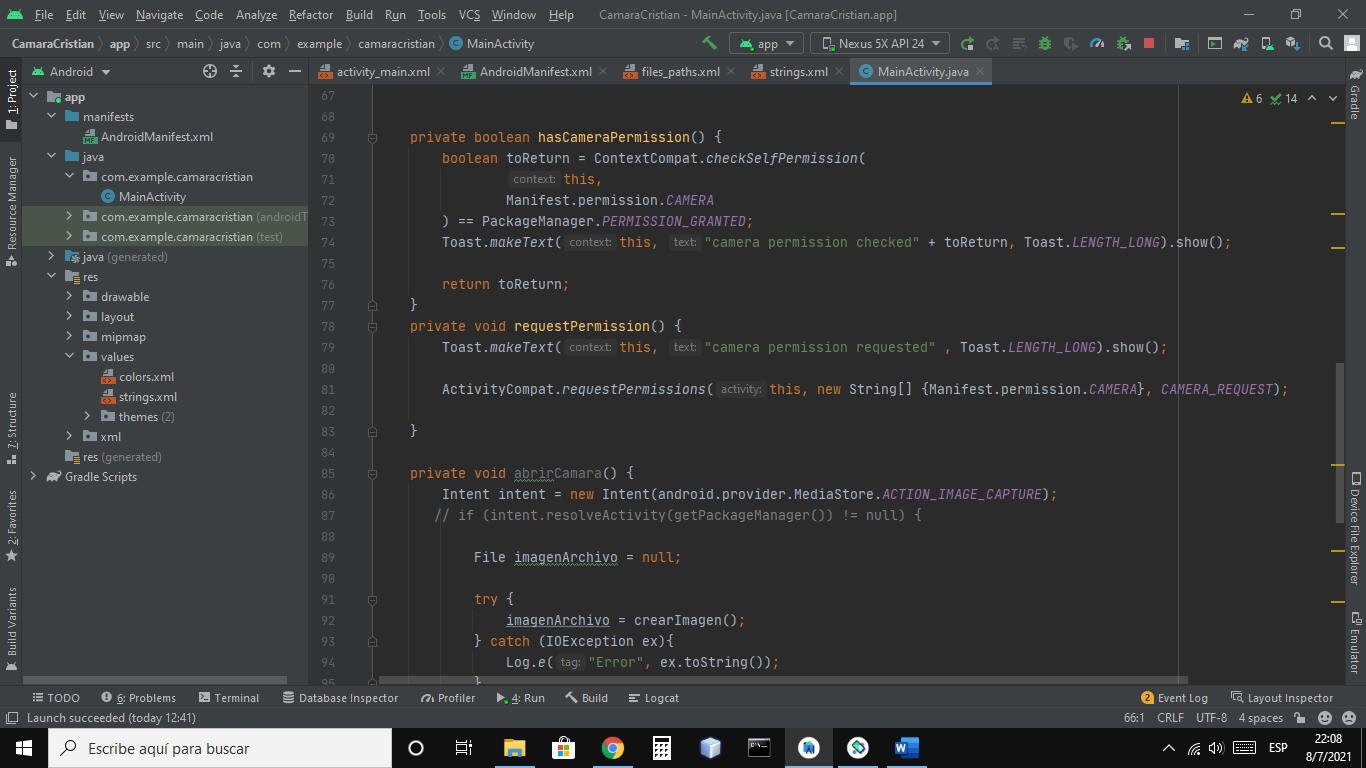 File Edit View Navigate Code Analyze Refactor Build Run Tools VCS Window Help CamaraCristian - MainActivity.java [CamaraCristian.app]
CamaraCristian app src main java com example camaracristian MainActivity app Nexus 5X API 24
Android activity_main.xml AndroidManifest.xml files_paths.xml strings.xml MainActivity.java
1: Project
Resource Manager
7: Structure
2: Favorites
Build Variants
app
manifests
AndroidManifest.xml
java
com.example.camaracristian
MainActivity
com.example.camaracristian (androidT
com.example.camaracristian (test)
java (generated)
res
drawable
layout
mipmap
values
colors.xml
strings.xml
themes (2)
xml
res (generated)
Gradle Scripts
6 14
67
68
69 private boolean hasCameraPermission() {
70 boolean toReturn = ContextCompat.checkSelfPermission(
71 context: this,
72 Manifest.permission.CAMERA
73 ) == PackageManager.PERMISSION_GRANTED;
74 Toast.makeText( context: this, text: "camera permission checked" + toReturn, Toast.LENGTH_LONG).show();
75
76 return toReturn;
77 }
78 private void requestPermission() {
79 Toast.makeText( context: this, text: "camera permission requested" , Toast.LENGTH_LONG).show();
80
81 ActivityCompat.requestPermissions( activity: this, new String[] {Manifest.permission.CAMERA}, CAMERA_REQUEST);
82
83 }
84
85 private void abrirCamara() {
86 Intent intent = new Intent(android.provider.MediaStore.ACTION_IMAGE_CAPTURE);
87 // if (intent.resolveActivity(getPackageManager()) != null) {
88
89 File imagenArchivo = null;
90
91 try {
92 imagenArchivo = crearImagen();
93 } catch (IOException ex){
94 Log.e( tag: "Error", ex.toString());
95 }
Gradle
Device File Explorer
Emulator
TODO 6: Problems Terminal Database Inspector Profiler 4: Run Build Logcat 2 Event Log Layout Inspector
Launch succeeded (today 12:41) 66:1 CRLF UTF-8 4 spaces
Escribe aquí para buscar ESP 22:08
8/7/2021